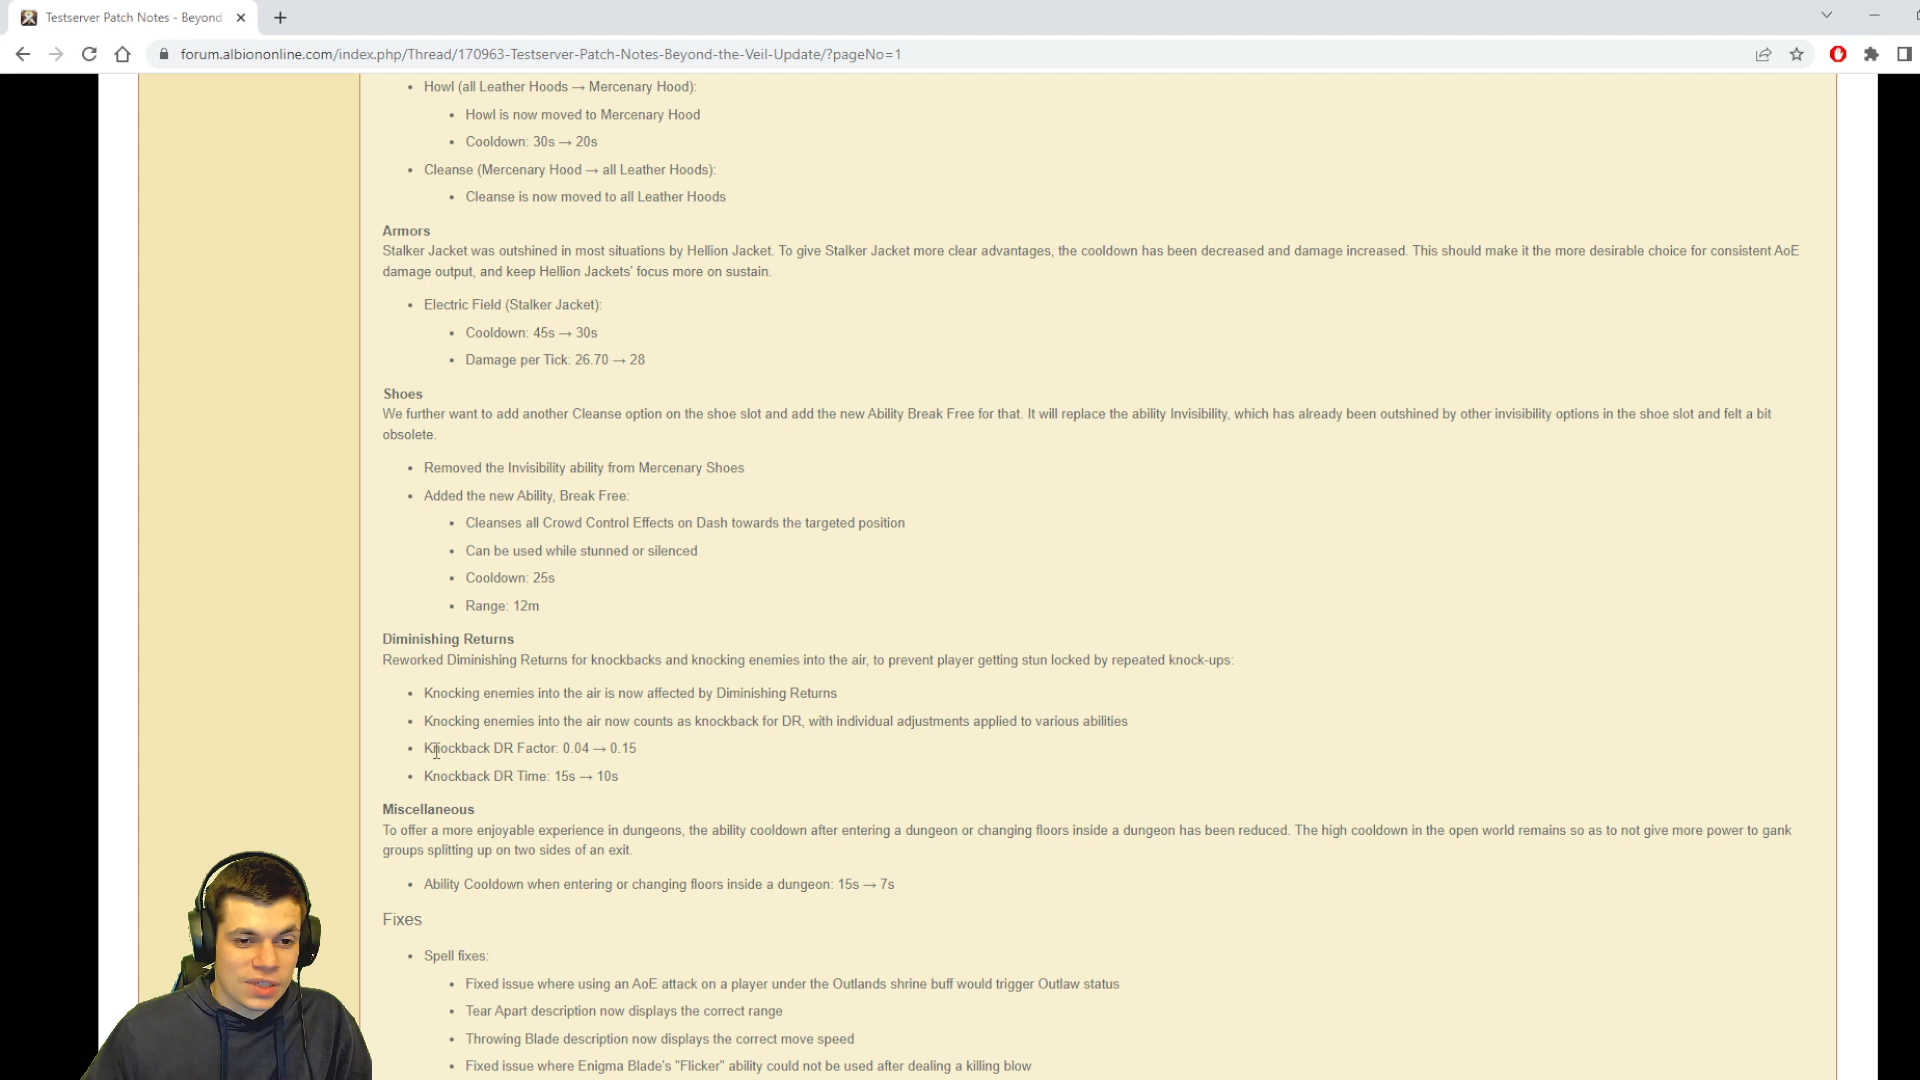 Testserver Patch Notes - Beyond
forum.albiononline.com/index.php/Thread/170963-Testserver-Patch-Notes-Beyond-the-Veil-Update/?pageNo=1
• Howl (all Leather Hoods → Mercenary Hood):
• Howl is now moved to Mercenary Hood
• Cooldown: 30s → 20s
• Cleanse (Mercenary Hood → all Leather Hoods):
• Cleanse is now moved to all Leather Hoods
Armors
Stalker Jacket was outshined in most situations by Hellion Jacket. To give Stalker Jacket more clear advantages, the cooldown has been decreased and damage increased. This should make it the more desirable choice for consistent AoE
damage output, and keep Hellion Jackets' focus more on sustain.
• Electric Field (Stalker Jacket):
• Cooldown: 45s → 30s
• Damage per Tick: 26.70 → 28
Shoes
We further want to add another Cleanse option on the shoe slot and add the new Ability Break Free for that. It will replace the ability Invisibility, which has already been outshined by other invisibility options in the shoe slot and felt a bit
obsolete.
• Removed the Invisibility ability from Mercenary Shoes
• Added the new Ability, Break Free:
• Cleanses all Crowd Control Effects on Dash towards the targeted position
• Can be used while stunned or silenced
• Cooldown: 25s
• Range: 12m
Diminishing Returns
Reworked Diminishing Returns for knockbacks and knocking enemies into the air, to prevent player getting stun locked by repeated knock-ups:
• Knocking enemies into the air is now affected by Diminishing Returns
• Knocking enemies into the air now counts as knockback for DR, with individual adjustments applied to various abilities
• Knockback DR Factor: 0.04 → 0.15
• Knockback DR Time: 15s → 10s
Miscellaneous
To offer a more enjoyable experience in dungeons, the ability cooldown after entering a dungeon or changing floors inside a dungeon has been reduced. The high cooldown in the open world remains so as to not give more power to gank
groups splitting up on two sides of an exit.
• Ability Cooldown when entering or changing floors inside a dungeon: 15s → 7s
Fixes
• Spell fixes:
• Fixed issue where using an AoE attack on a player under the Outlands shrine buff would trigger Outlaw status
• Tear Apart description now displays the correct range
• Throwing Blade description now displays the correct move speed
• Fixed issue where Enigma Blade's "Flicker" ability could not be used after dealing a killing blow